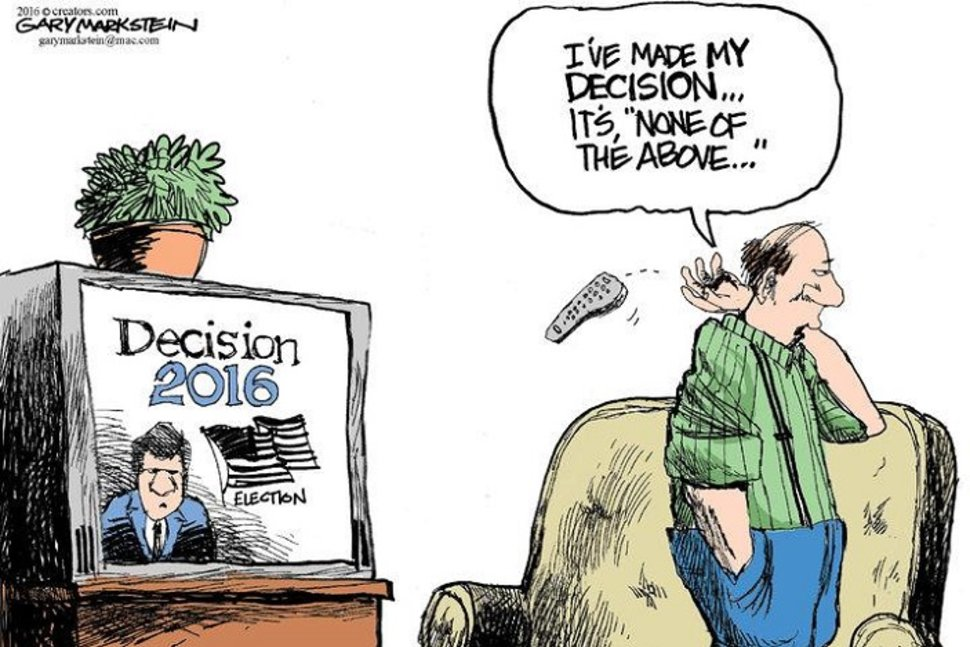 2016 © creators.com
GARY MARKSTEIN
garymarkstein@mac.com
I'VE MADE MY
DECISION...
IT'S, "NONE OF
THE ABOVE..."
Decision
2016
ELECTION